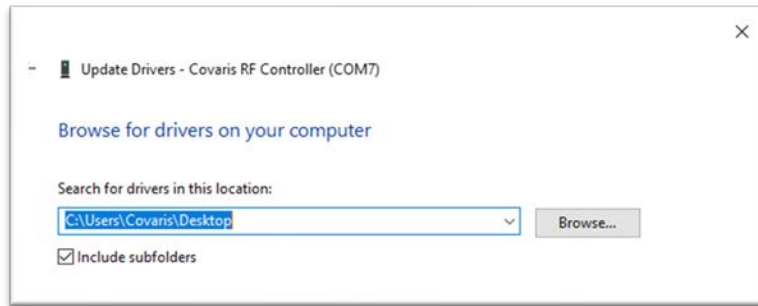 Update Drivers - Covaris RF Controller (COM7)
Browse for drivers on your computer
Search for drivers in this location:
C:\Users\Covaris\Desktop
Browse...
Include subfolders